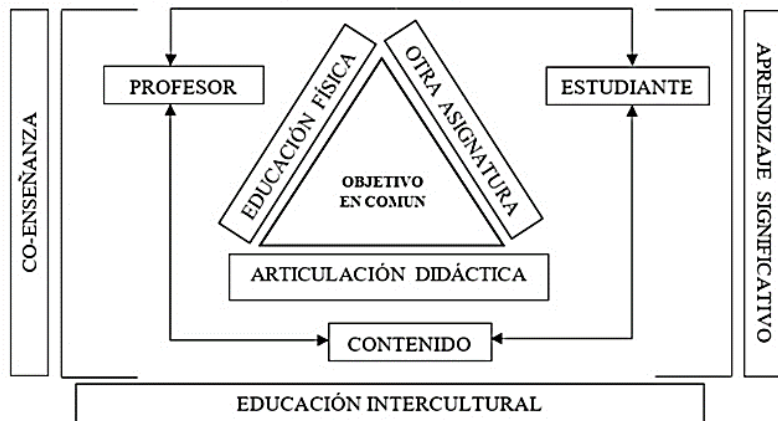 PROFESOR
ESTUDIANTE
EDUCACIÓN FÍSICA
OTRA ASIGNATURA
OBJETIVO
EN COMUN
ARTICULACIÓN DIDÁCTICA
CONTENIDO
CO-ENSEÑANZA
APRENDIZAJE SIGNIFICATIVO
EDUCACIÓN INTERCULTURAL